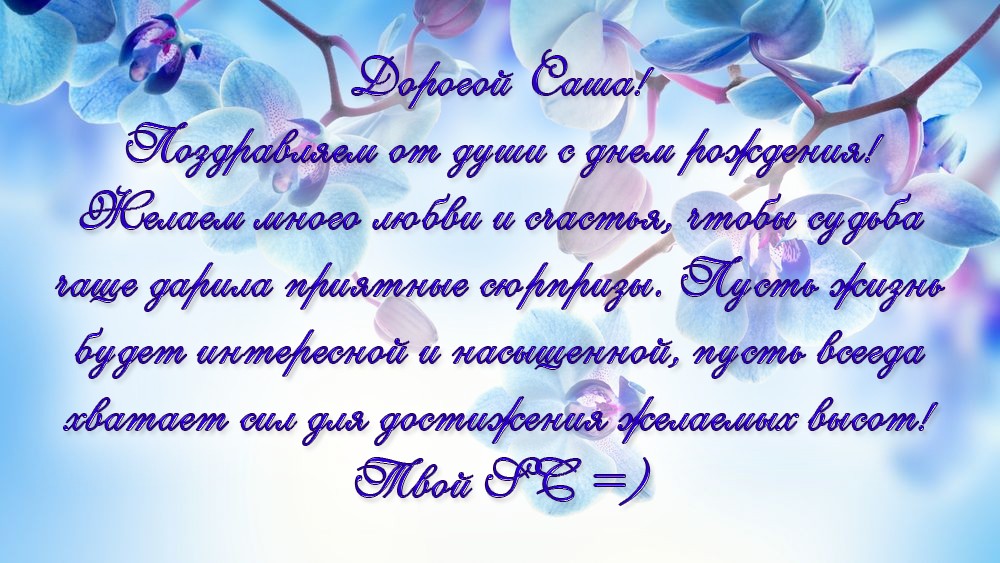 Дорогой Саша!
Поздравляем от души с днем рождения!
Желаем много любви и счастья, чтобы судьба
чаще дарила приятные сюрпризы. Пусть жизнь
будет интересной и насыщенной, пусть всегда
хватает сил для достижения желаемых высот!
Твой SC =)